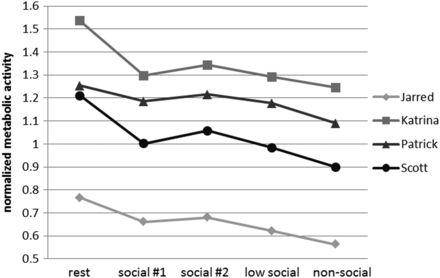 normalized metabolic activity
1.6
1.5
1.4
1.3
1.2
1.1
1
0.9
0.8
0.7
0.6
0.5
rest social #1 social #2 low social non-social
Jarred
Katrina
Patrick
Scott